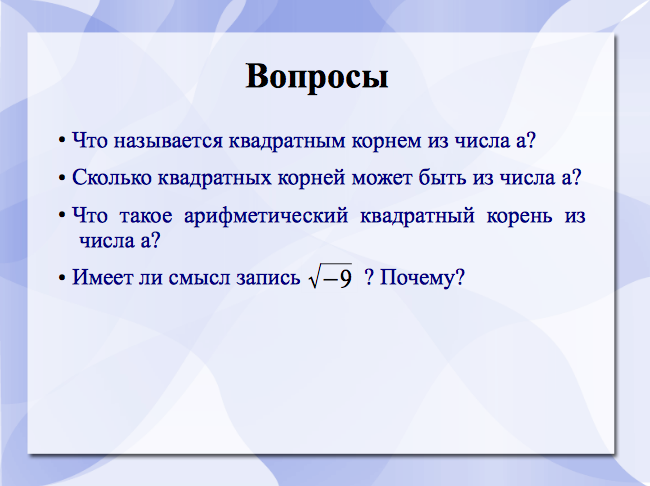 Вопросы
• Что называется квадратным корнем из числа а?
• Сколько квадратных корней может быть из числа а?
• Что такое арифметический квадратный корень из
числа а?
• Имеет ли смысл запись √−9 ? Почему?